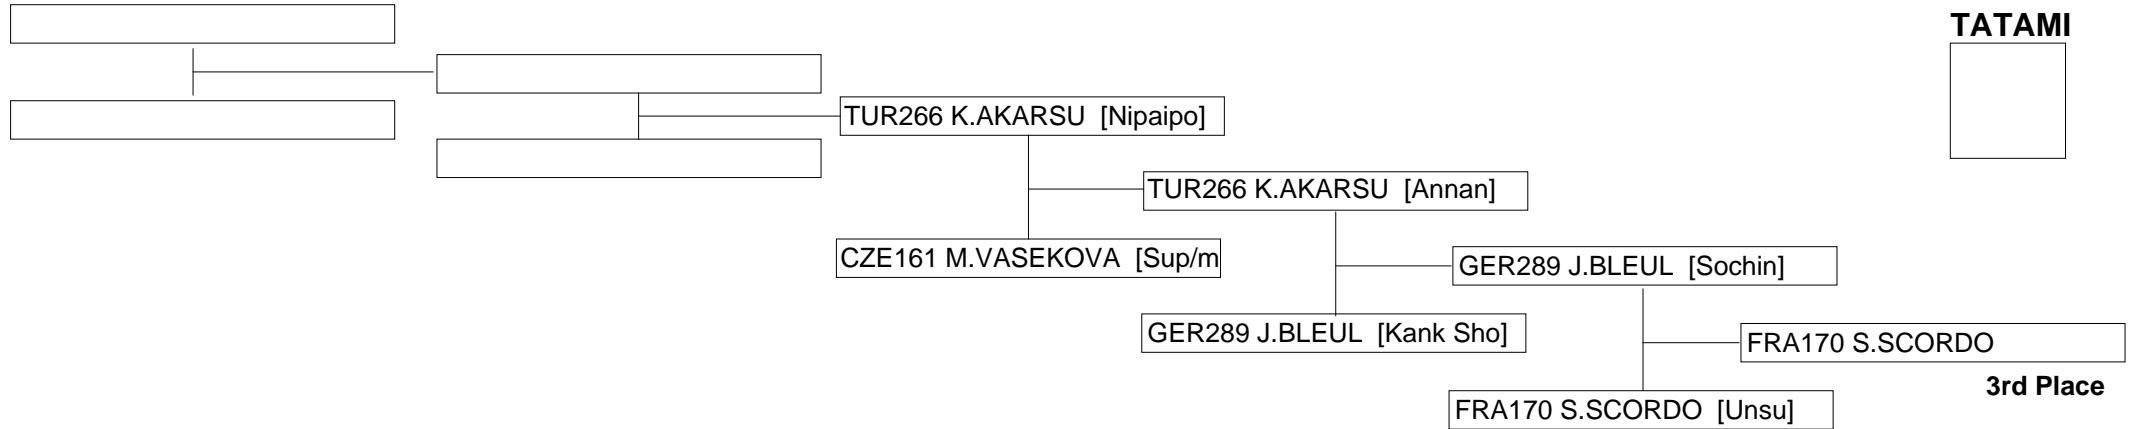 TATAMI
TUR266 K.AKARSU [Nipaipo]
TUR266 K.AKARSU [Annan]
CZE161 M.VASEKOVA [Sup/m
GER289 J.BLEUL [Sochin]
GER289 J.BLEUL [Kank Sho]
FRA170 S.SCORDO
3rd Place
FRA170 S.SCORDO [Unsu]